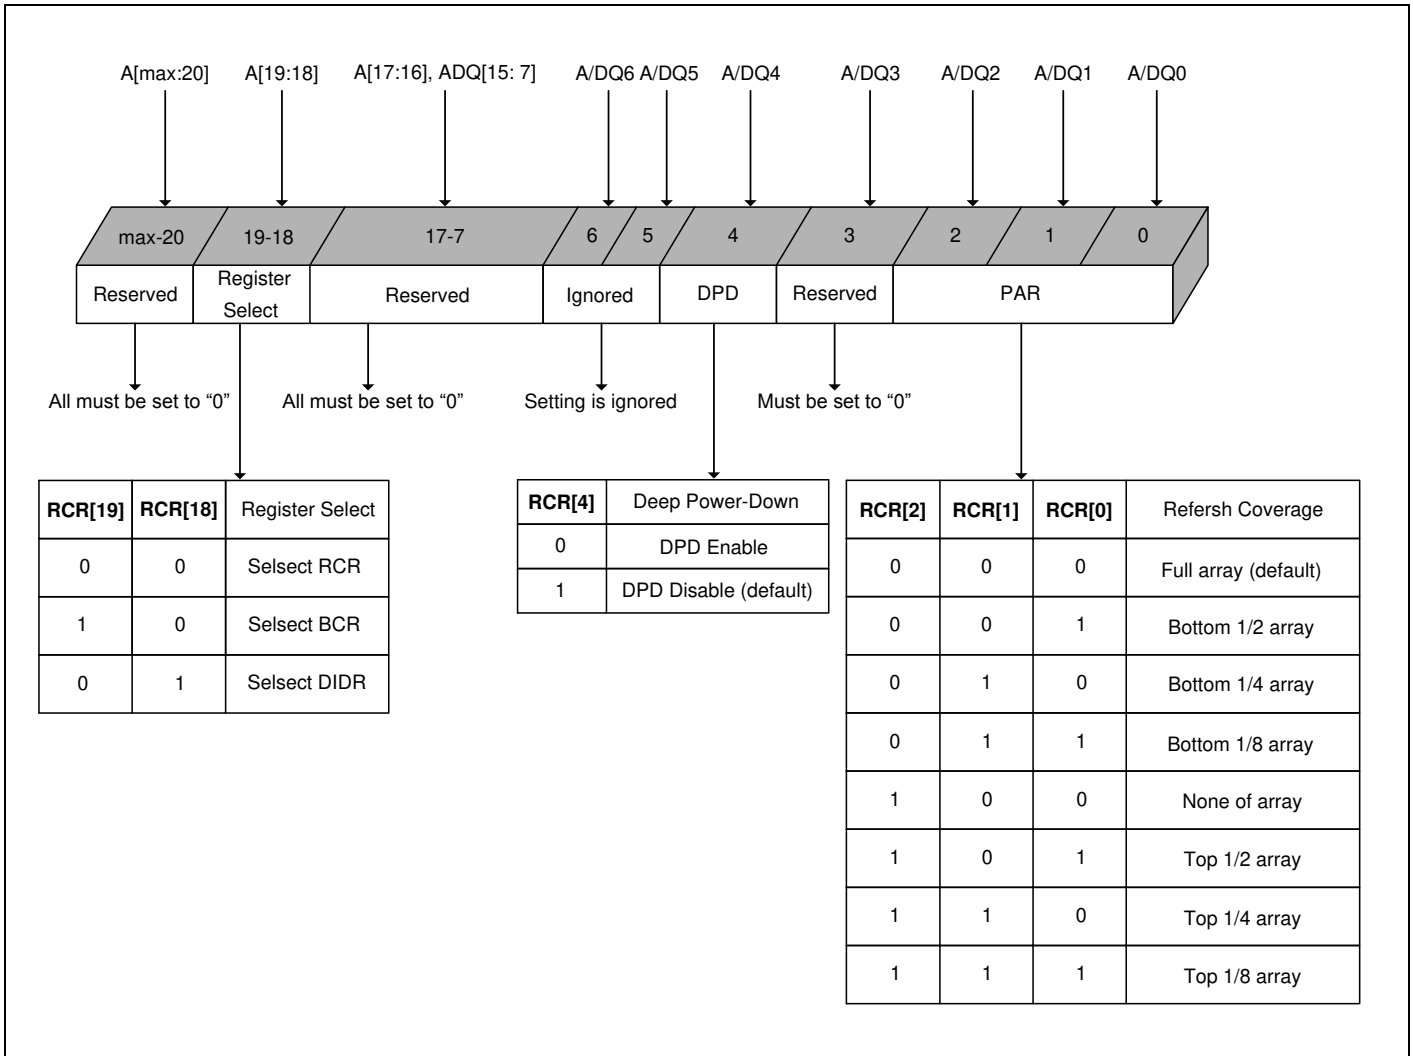 A[max:20] A[19:18] A[17:16], ADQ[15: 7] A/DQ6 A/DQ5 A/DQ4 A/DQ3 A/DQ2 A/DQ1 A/DQ0
max-20 19-18 17-7 6 5 4 3 2 1 0
Reserved Register Select Reserved Ignored DPD Reserved PAR
All must be set to “0” All must be set to “0” Setting is ignored Must be set to “0”
RCR[19] RCR[18] Register Select
0 0 Selsect RCR
1 0 Selsect BCR
0 1 Selsect DIDR
RCR[4] Deep Power-Down
0 DPD Enable
1 DPD Disable (default)
RCR[2] RCR[1] RCR[0] Refersh Coverage
0 0 0 Full array (default)
0 0 1 Bottom 1/2 array
0 1 0 Bottom 1/4 array
0 1 1 Bottom 1/8 array
1 0 0 None of array
1 0 1 Top 1/2 array
1 1 0 Top 1/4 array
1 1 1 Top 1/8 array